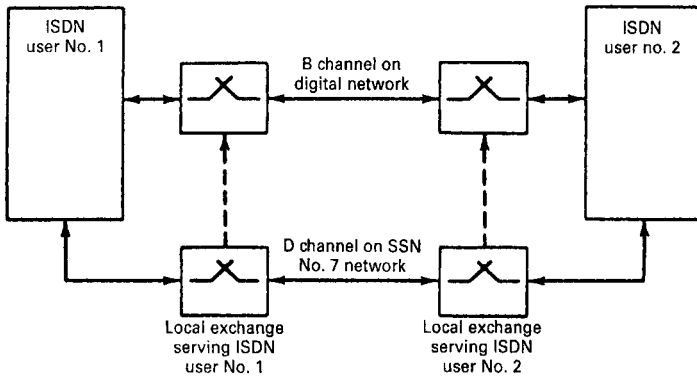 ISDN
user No. 1
B channel on
digital network
ISDN
user no. 2
D channel on SSN
No. 7 network
Local exchange
serving ISDN
user No. 1
Local exchange
serving ISDN
user No. 2